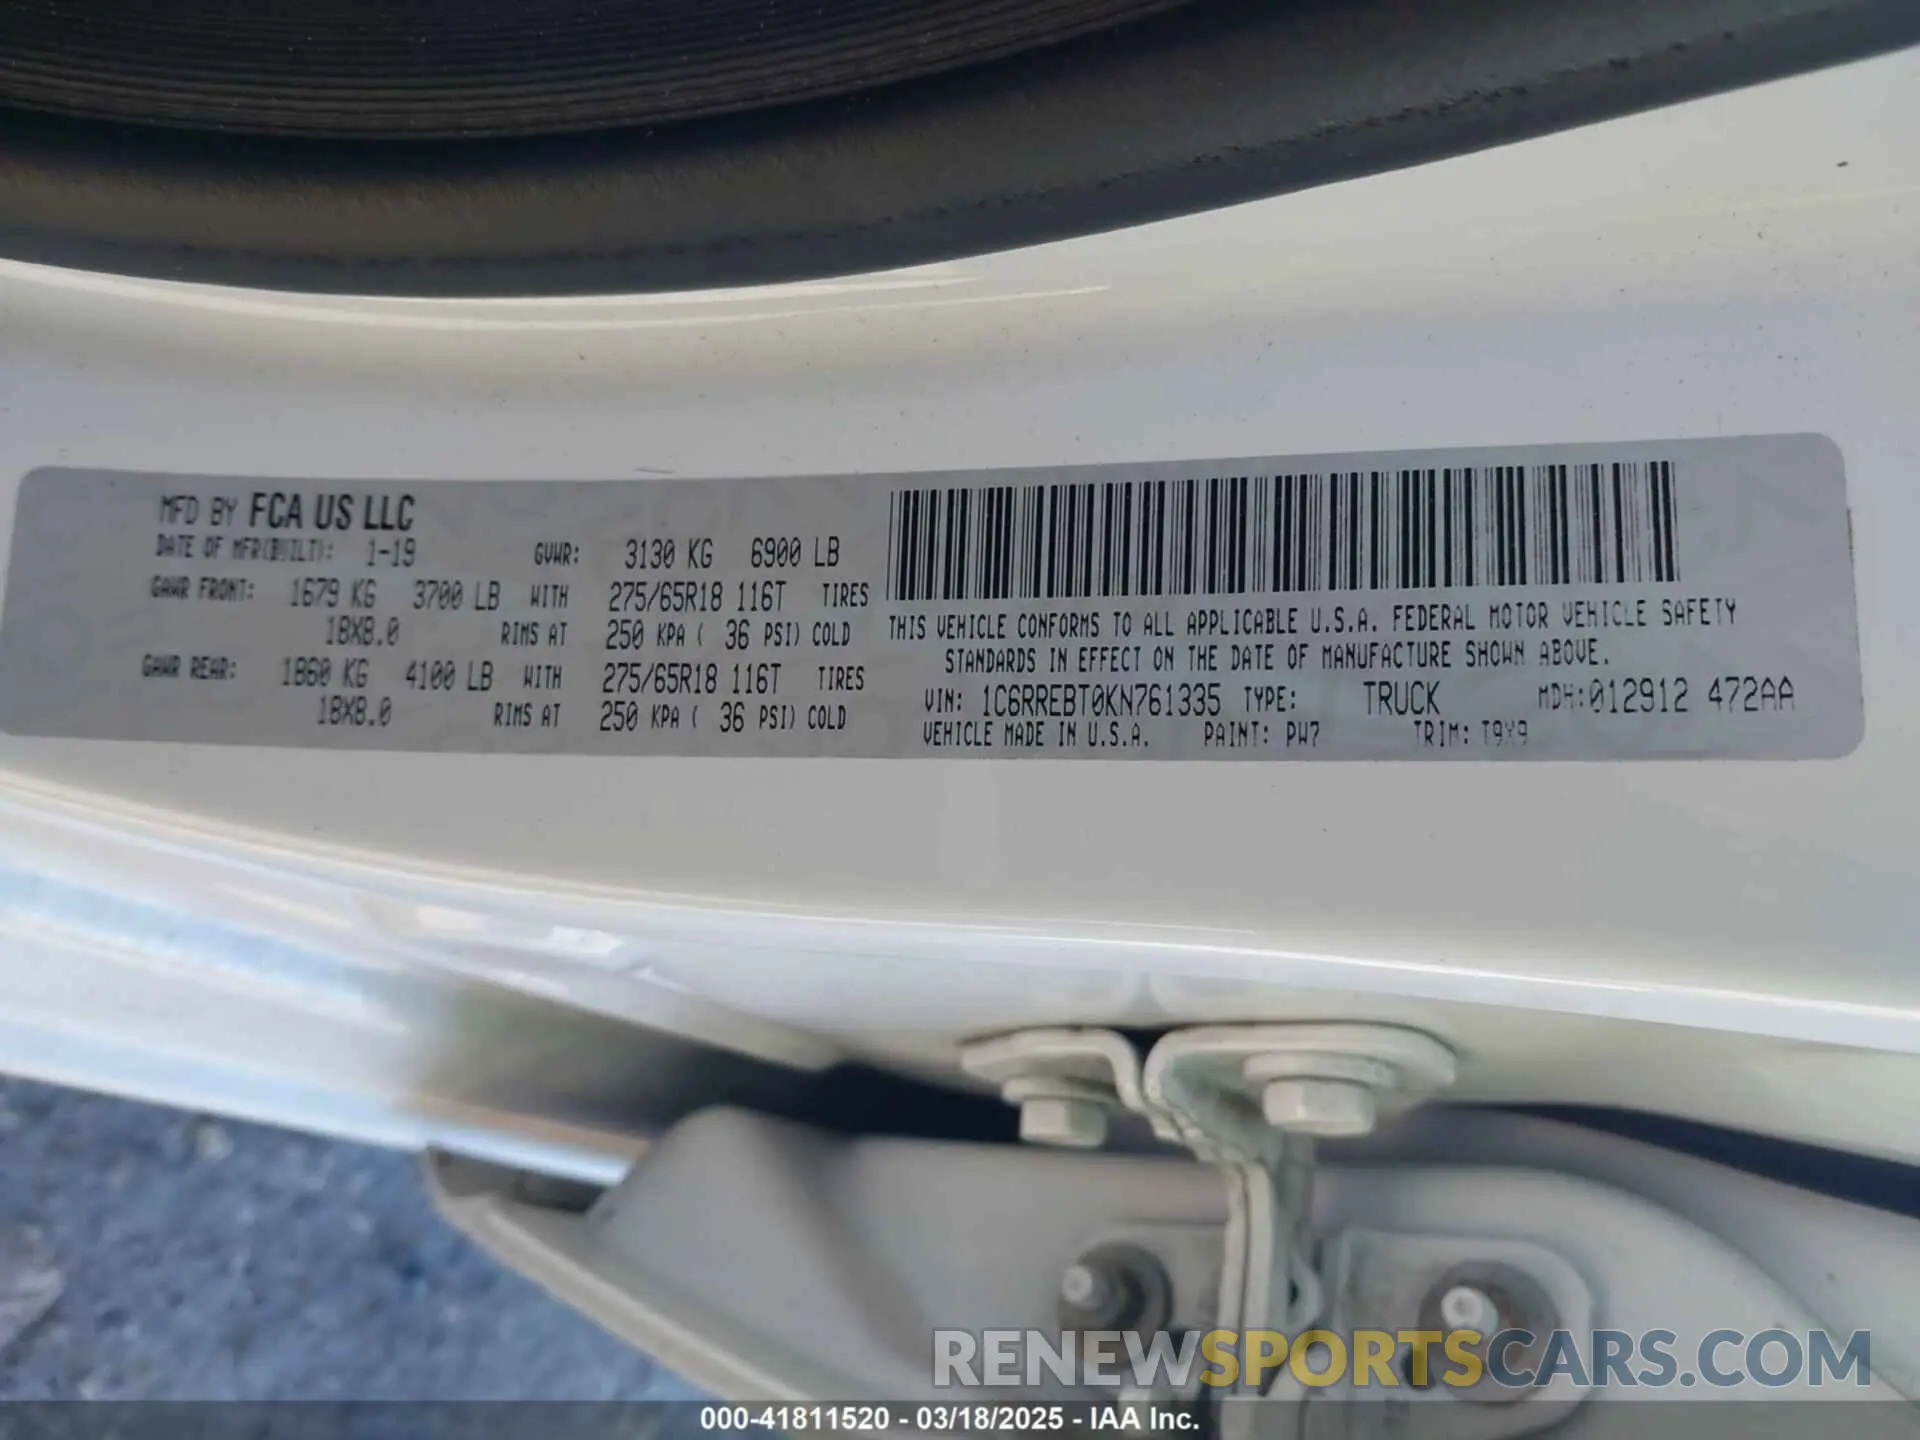 MFD BY FCA US LLC
DATE OF MFR(BUILT): 1-19 GVWR: 3130 KG 6900 LB
GAWR FRONT: 1679 KG 3700 LB WITH 275/65R18 116T TIRES
18X8.0 RIMS AT 250 KPA ( 36 PSI) COLD
GAWR REAR: 1860 KG 4100 LB WITH 275/65R18 116T TIRES
18X8.0 RIMS AT 250 KPA ( 36 PSI) COLD
THIS VEHICLE CONFORMS TO ALL APPLICABLE U.S.A. FEDERAL MOTOR VEHICLE SAFETY
STANDARDS IN EFFECT ON THE DATE OF MANUFACTURE SHOWN ABOVE.
VIN: 1C6RREBT0KN761335 TYPE: TRUCK MDH:012912 472AA
VEHICLE MADE IN U.S.A. PAINT: PW7 TRIM: T9X9
RENEWSPORTSCARS.COM
000-41811520 - 03/18/2025 - IAA Inc.